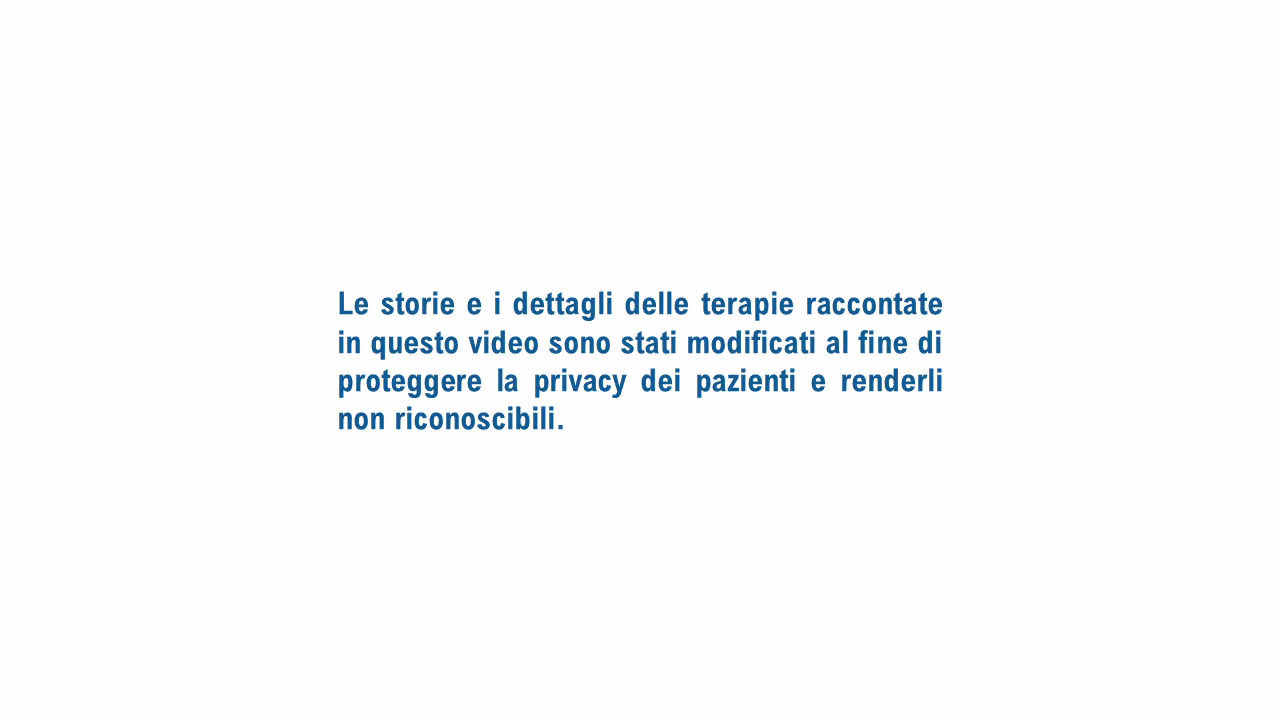 Le storie e i dettagli delle terapie raccontate
in questo video sono stati modificati al fine di
proteggere la privacy dei pazienti e renderli
non riconoscibili.